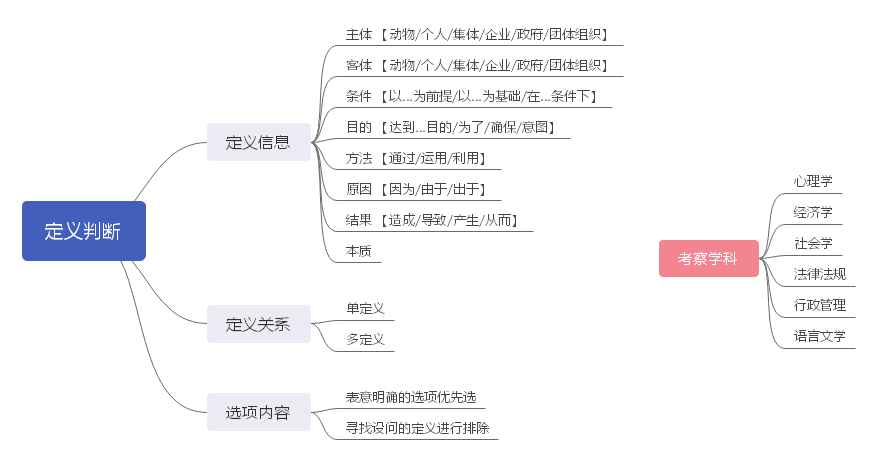 定义判断
定义信息
主体 【动物/个人/集体/企业/政府/团体组织】
客体 【动物/个人/集体/企业/政府/团体组织】
条件 【以...为前提/以...为基础/在...条件下】
目的 【达到...目的/为了/确保/意图】
方法 【通过/运用/利用】
原因 【因为/由于/出于】
结果 【造成/导致/产生/从而】
本质
定义关系
单定义
多定义
选项内容
表意明确的选项优先选
寻找设问的定义进行排除
考察学科
心理学
经济学
社会学
法律法规
行政管理
语言文学